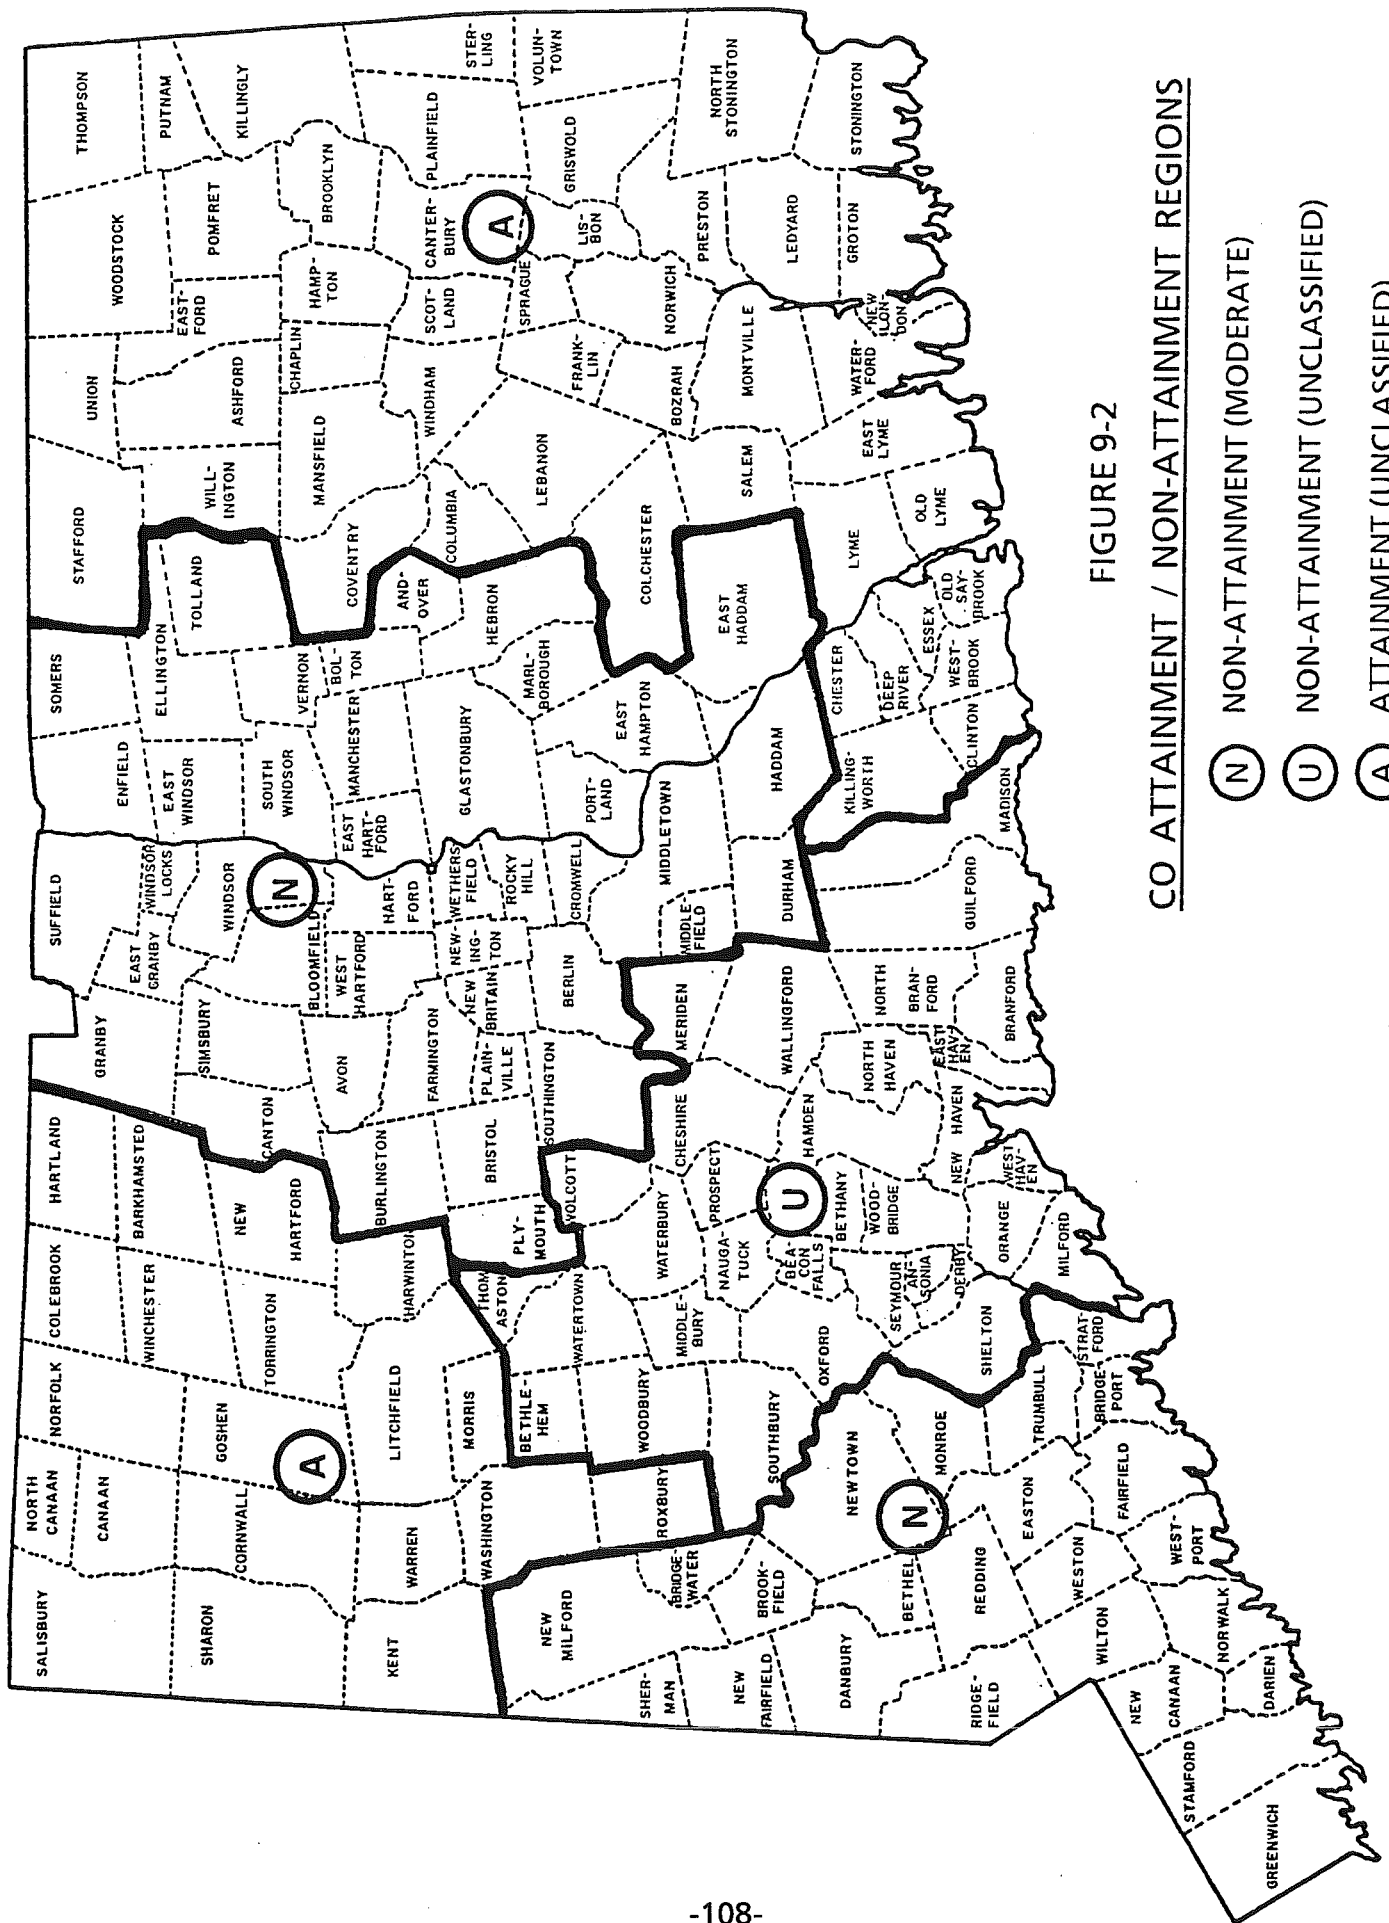 SALISBURY
NORTH
CANAAN
CANAAN
NORFOLK
COLEBROOK
HARTLAND
SUFFIELD
ENFIELD
SOMERS
STAFFORD
UNION
WOODSTOCK
THOMPSON
SHARON
CORNWALL
GOSHEN
WINCHESTER
BARKHAMSTED
GRANBY
EAST
GRANBY
WINDSOR
LOCKS
EAST
WINDSOR
ELLINGTON
TOLLAND
WILL-
INGTON
ASHFORD
EAST-
FORD
POMFRET
PUTNAM
KILLINGLY
A
TORRINGTON
NEW
HARTFORD
CANTON
SIMSBURY
BLOOMFIELD
WINDSOR
N
SOUTH
WINDSOR
VERNON
BOL-
TON
COVENTRY
MANSFIELD
CHAPLIN
HAMP-
TON
BROOKLYN
KENT
WARREN
LITCHFIELD
HARWINTON
BURLINGTON
AVON
WEST
HARTFORD
HART-
FORD
EAST
HART-
FORD
MANCHESTER
AND-
OVER
COLUMBIA
WINDHAM
SCOT-
LAND
CANTER-
BURY
PLAINFIELD
STER-
LING
WASHINGTON
MORRIS
THOM
ASTON
PLY-
MOUTH
BRISTOL
FARMINGTON
PLAIN-
VILLE
NEW
BRITAIN
NEW-
ING-
TON
WETHERS
FIELD
ROCKY
HILL
GLASTONBURY
HEBRON
MARL-
BOROUGH
LEBANON
SPRAGUE
A
FRANK-
LIN
LIS-
BON
GRISWOLD
VOLUN-
TOWN
NEW
MILFORD
BETHLE-
HEM
WATERTOWN
WOLCOTT
SOUTHINGTON
BERLIN
CROMWELL
PORT-
LAND
EAST
HAMPTON
COLCHESTER
BOZRAH
NORWICH
PRESTON
NORTH
STONINGTON
SHER-
MAN
BRIDGE-
WATER
ROXBURY
WOODBURY
MIDDLE-
BURY
WATERBURY
CHESHIRE
MERIDEN
MIDDLE-
FIELD
MIDDLETOWN
EAST
HADDAM
SALEM
MONTVILLE
LEDYARD
NEW
FAIRFIELD
BROOK-
FIELD
SOUTHBURY
NAUGA-
TUCK
PROSPECT
U
WALLINGFORD
DURHAM
HADDAM
DANBURY
BETHEL
NEWTOWN
OXFORD
BEA-
CON
FALLS
BETHANY
HAMDEN
NORTH
HAVEN
KILLING-
WORTH
CHESTER
LYME
EAST
LYME
WATER-
FORD
NEW
LON-
DON
GROTON
STONINGTON
RIDGE-
FIELD
REDDING
N
MONROE
SEYMOUR
AN-
SONIA
DERBY
WOOD-
BRIDGE
NORTH
BRAN-
FORD
DEEP
RIVER
ESSEX
OLD
LYME
EASTON
SHELTON
ORANGE
NEW
HAVEN
EAST
HAV-
EN
GUILFORD
MADISON
CLINTON
WEST-
BROOK
OLD
SAY-
BROOK
WILTON
WESTON
TRUMBULL
STRAT-
FORD
MILFORD
WEST
HAV-
EN
BRANFORD
NEW
CANAAN
FAIRFIELD
BRIDGE-
PORT
STAMFORD
NORWALK
WEST-
PORT
DARIEN
GREENWICH
FIGURE 9-2
CO ATTAINMENT / NON-ATTAINMENT REGIONS
N NON-ATTAINMENT (MODERATE)
U NON-ATTAINMENT (UNCLASSIFIED)
A ATTAINMENT (UNCLASSIFIED)
-108-